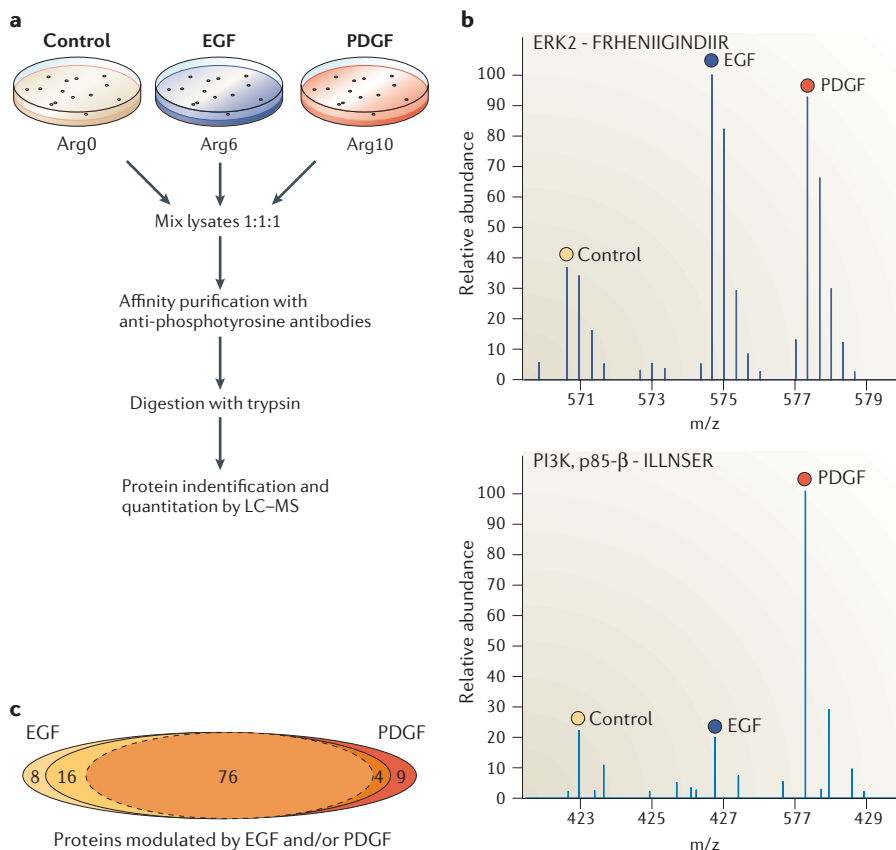 a
Control EGF PDGF
Arg0 Arg6 Arg10
Mix lysates 1:1:1
Affinity purification with
anti-phosphotyrosine antibodies
Digestion with trypsin
Protein indentification and
quantitation by LC–MS
b
ERK2 - FRHENIIGINDIIR
EGF
PDGF
Control
Relative abundance
100
90
80
70
60
50
40
30
20
10
0
571 573 575 577 579
m/z
PI3K, p85-β - ILLNSER
PDGF
Control
EGF
Relative abundance
100
90
80
70
60
50
40
30
20
10
0
423 425 427 577 429
m/z
c
EGF PDGF
8 16 76 4 9
Proteins modulated by EGF and/or PDGF